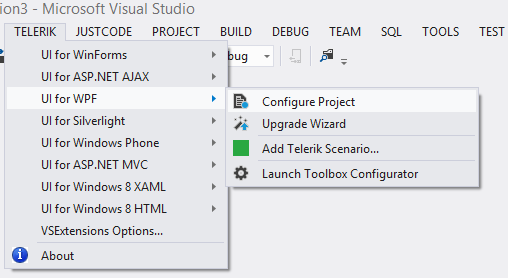 ion3 - Microsoft Visual Studio
TELERIK JUSTCODE PROJECT BUILD DEBUG TEAM SQL TOOLS TEST
UI for WinForms
bug
UI for ASP.NET AJAX
UI for WPF
Configure Project
UI for Silverlight
Upgrade Wizard
UI for Windows Phone
Add Telerik Scenario...
UI for ASP.NET MVC
Launch Toolbox Configurator
UI for Windows 8 XAML
UI for Windows 8 HTML
VSExtensions Options...
About